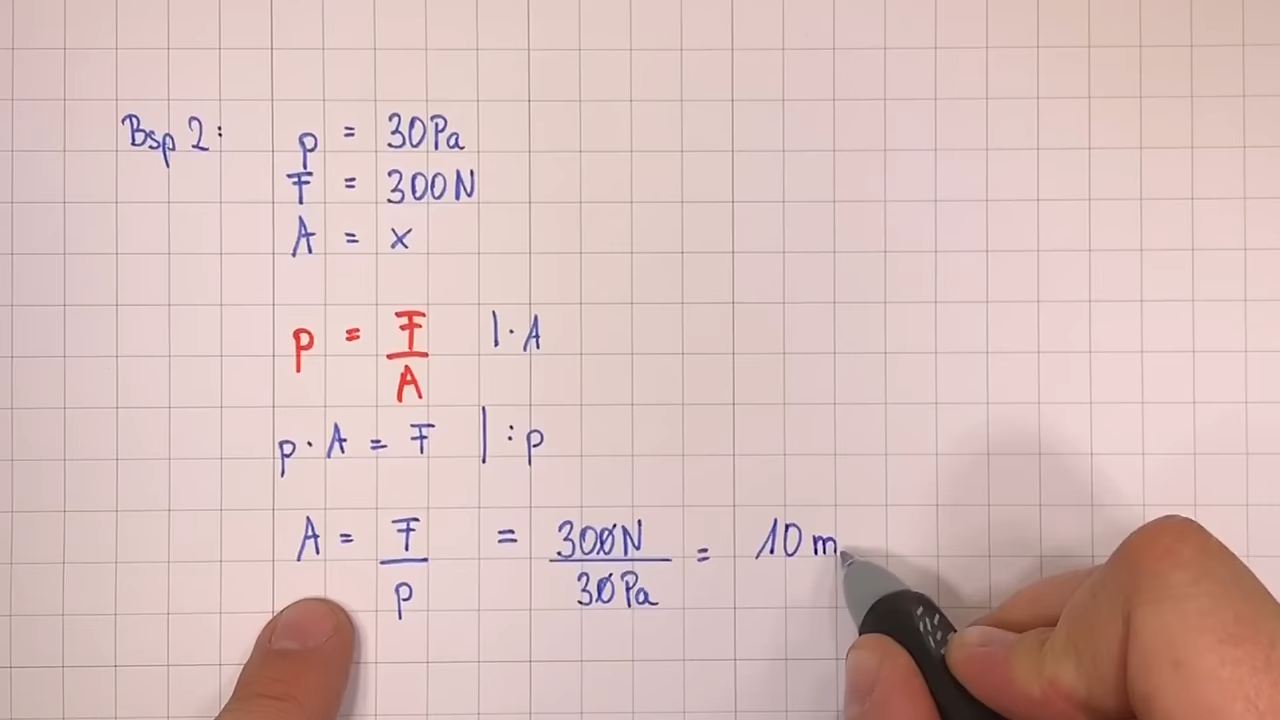 Bsp 2: p = 30Pa
F = 300N
A = x
p = F/A |· A
p · A = F | : p
A = F/p = 300N/30Pa = 10 m